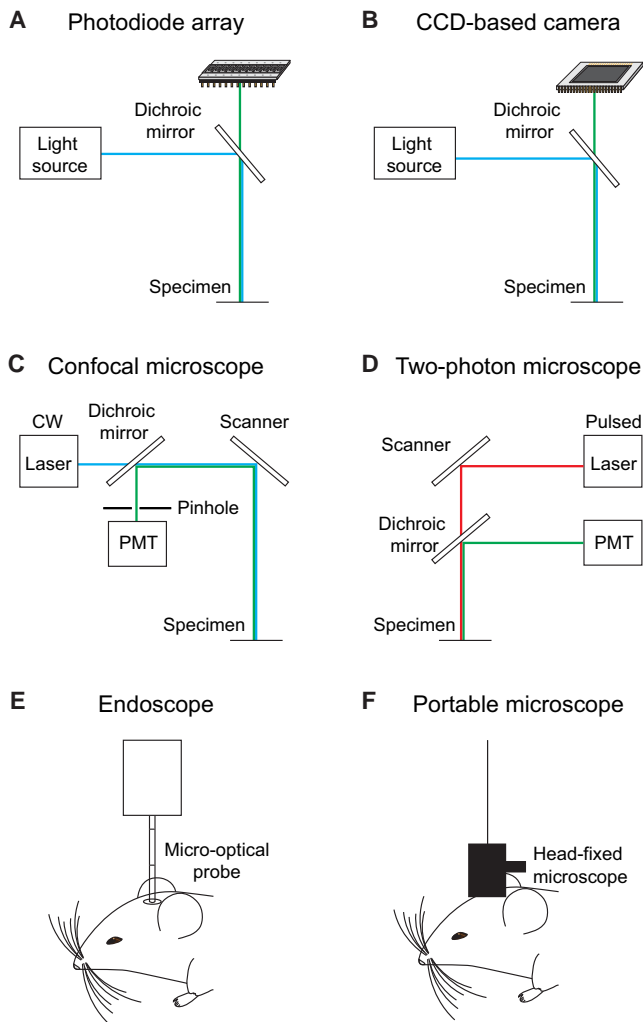 A Photodiode array
Dichroic
mirror
Light
source
Specimen
B CCD-based camera
Dichroic
mirror
Light
source
Specimen
C Confocal microscope
CW
Laser
Dichroic
mirror
Scanner
Pinhole
PMT
Specimen
D Two-photon microscope
Pulsed
Scanner
Laser
Dichroic
mirror
PMT
Specimen
E Endoscope
Micro-optical
probe
F Portable microscope
Head-fixed
microscope